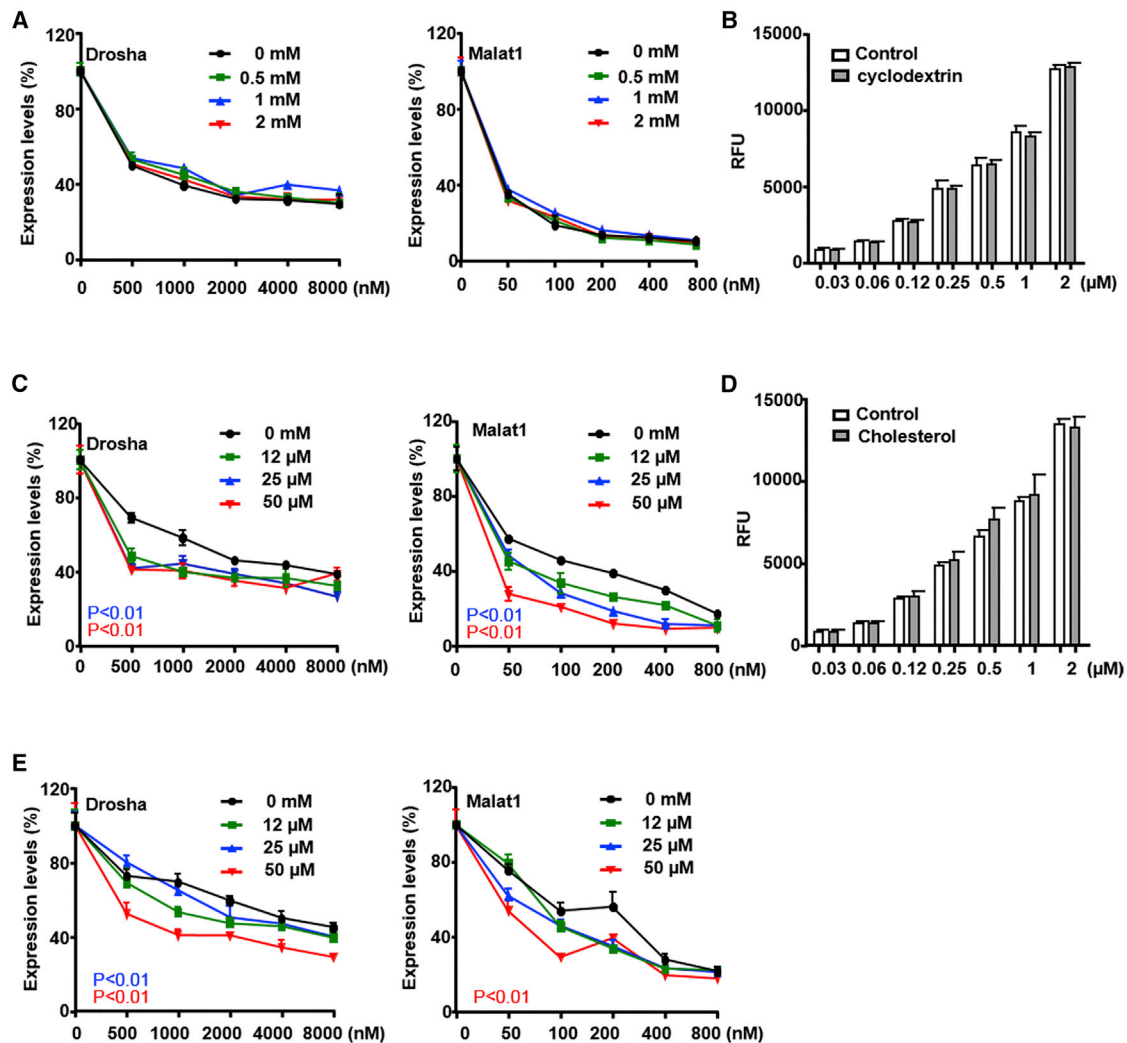 A
Drosha
0 mM
0.5 mM
1 mM
2 mM
Expression levels (%)
120
80
40
0
0 500 1000 2000 4000 8000 (nM)
Malat1
0 mM
0.5 mM
1 mM
2 mM
Expression levels (%)
120
80
40
0
0 50 100 200 400 800 (nM)
B
Control
cyclodextrin
RFU
15000
10000
5000
0
0.03 0.06 0.12 0.25 0.5 1 2 (µM)
C
Drosha
0 mM
12 µM
25 µM
50 µM
Expression levels (%)
120
80
40
0
P<0.01
P<0.01
0 500 1000 2000 4000 8000 (nM)
Malat1
0 mM
12 µM
25 µM
50 µM
Expression levels (%)
120
80
40
0
P<0.01
P<0.01
0 50 100 200 400 800 (nM)
D
Control
Cholesterol
RFU
15000
10000
5000
0
0.03 0.06 0.12 0.25 0.5 1 2 (µM)
E
Drosha
0 mM
12 µM
25 µM
50 µM
Expression levels (%)
120
80
40
0
P<0.01
P<0.01
0 500 1000 2000 4000 8000 (nM)
Malat1
0 mM
12 µM
25 µM
50 µM
Expression levels (%)
120
80
40
0
P<0.01
0 50 100 200 400 800 (nM)